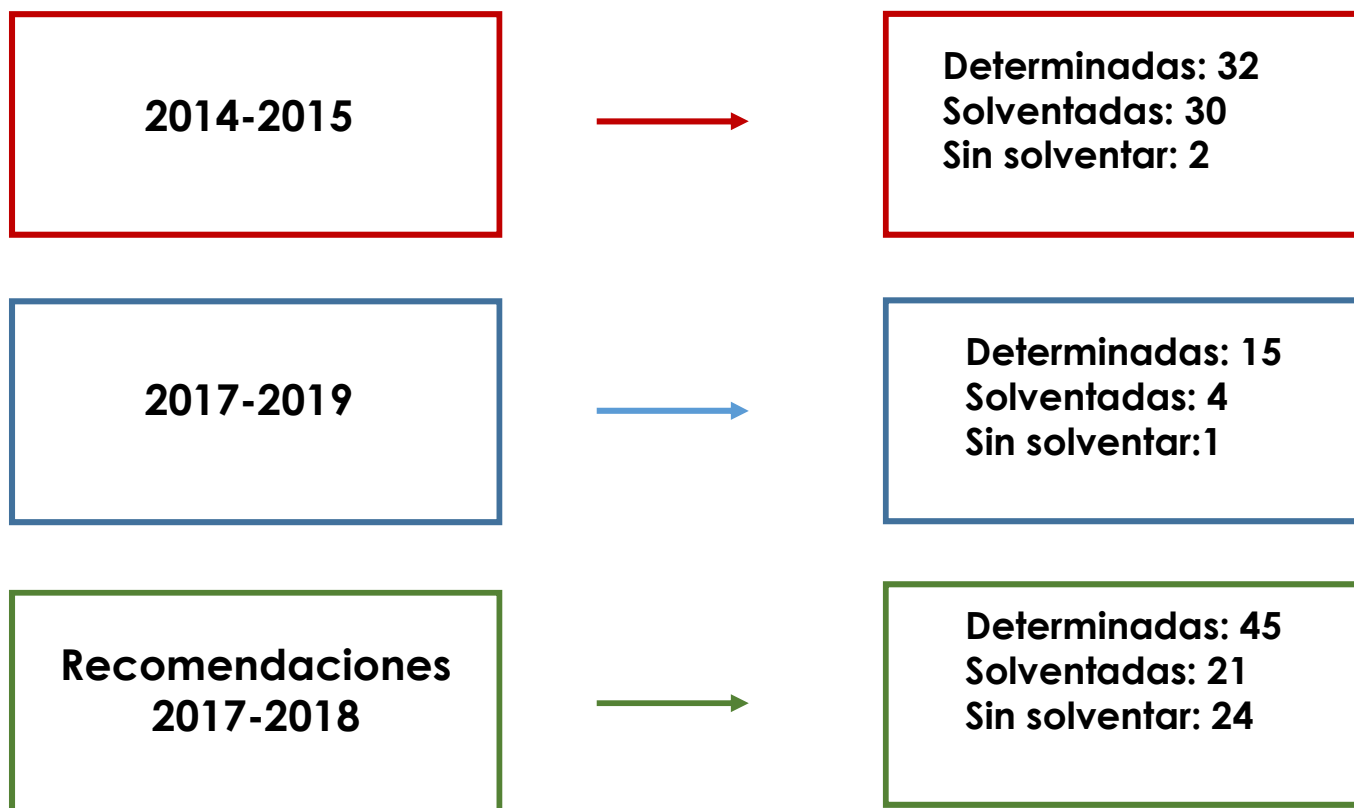 2014-2015
Determinadas: 32
Solventadas: 30
Sin solventar: 2
2017-2019
Determinadas: 15
Solventadas: 4
Sin solventar:1
Recomendaciones
2017-2018
Determinadas: 45
Solventadas: 21
Sin solventar: 24